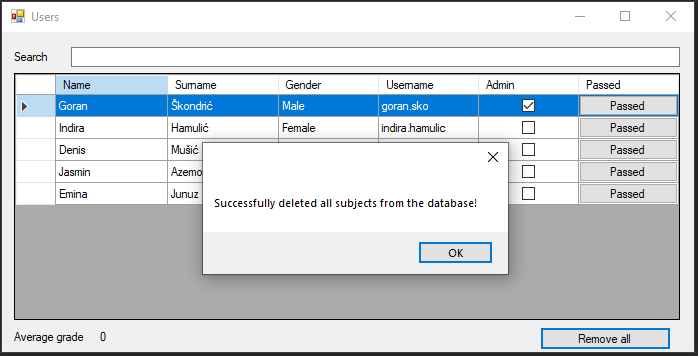 Users
Search
Name Surname Gender Username Admin Passed
Goran Škondrić Male goran.sko Passed
Indira Hamulić Female indira.hamulic Passed
Denis Mušić Passed
Jasmin Passed
Emina Junuz Passed
Successfully deleted all subjects from the database!
OK
Average grade 0 Remove all